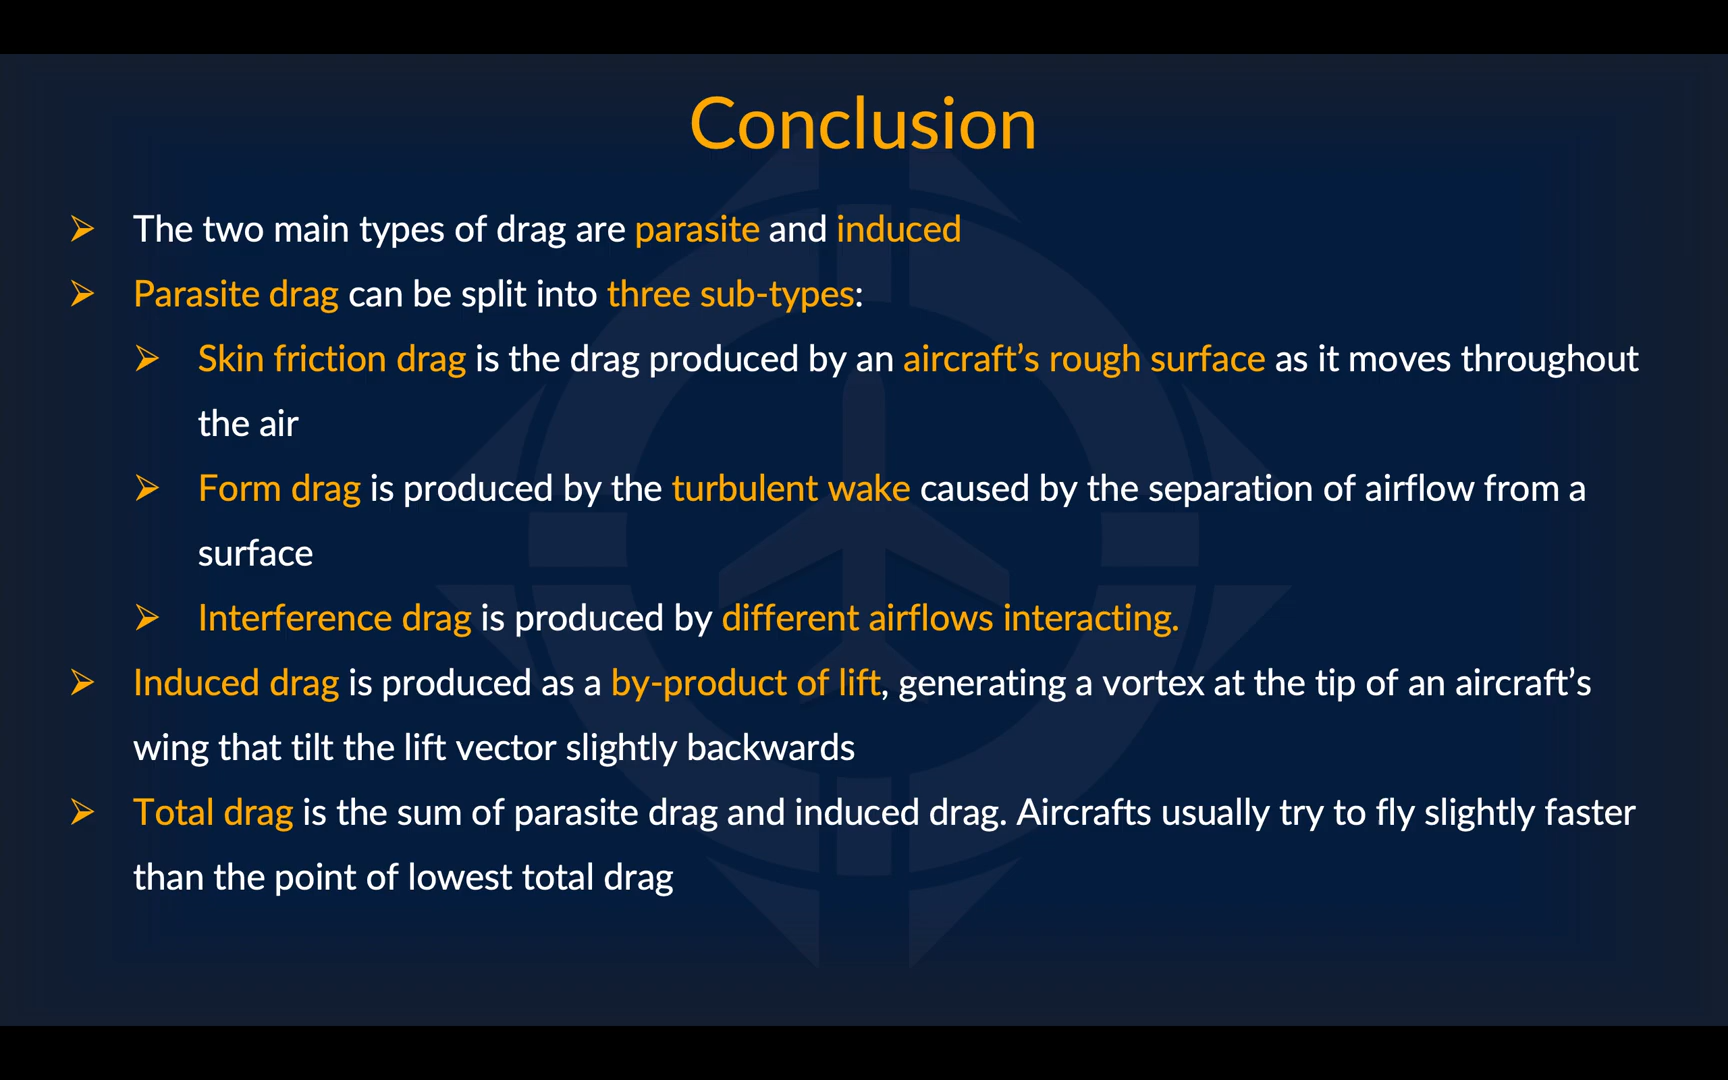 Conclusion
The two main types of drag are parasite and induced
Parasite drag can be split into three sub-types:
Skin friction drag is the drag produced by an aircraft’s rough surface as it moves throughout
the air
Form drag is produced by the turbulent wake caused by the separation of airflow from a
surface
Interference drag is produced by different airflows interacting.
Induced drag is produced as a by-product of lift, generating a vortex at the tip of an aircraft’s
wing that tilt the lift vector slightly backwards
Total drag is the sum of parasite drag and induced drag. Aircrafts usually try to fly slightly faster
than the point of lowest total drag